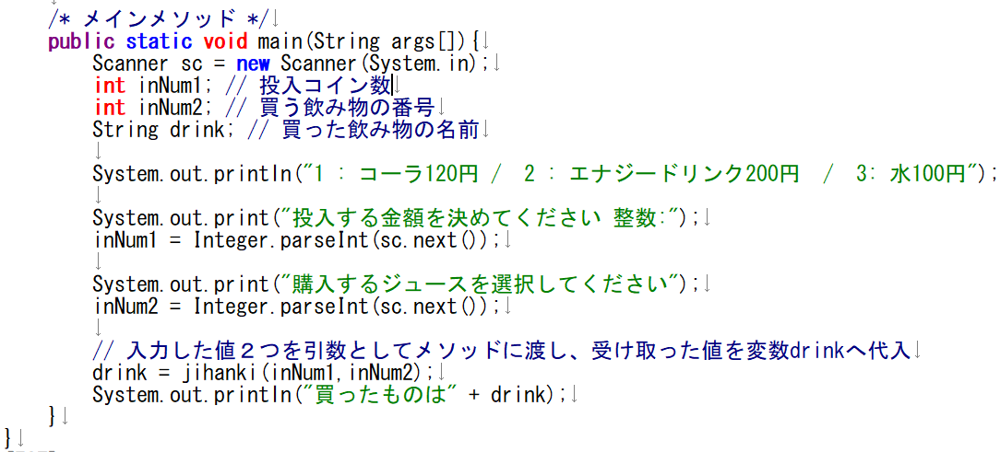 /* メインメソッド */↓
public static void main(String args[]){↓
Scanner sc = new Scanner(System.in);↓
int inNum1; // 投入コイン数↓
int inNum2; // 買う飲み物の番号↓
String drink; // 買った飲み物の名前↓
↓
System.out.println("1 : コーラ120円 /  2 : エナジードリンク200円  /  3: 水100円");
↓
System.out.print("投入する金額を決めてください 整数:");↓
inNum1 = Integer.parseInt(sc.next());↓
↓
System.out.print("購入するジュースを選択してください");↓
inNum2 = Integer.parseInt(sc.next());↓
↓
// 入力した値２つを引数としてメソッドに渡し、受け取った値を変数drinkへ代入↓
drink = jihanki(inNum1,inNum2);↓
System.out.println("買ったものは" + drink);↓
}↓
}↓